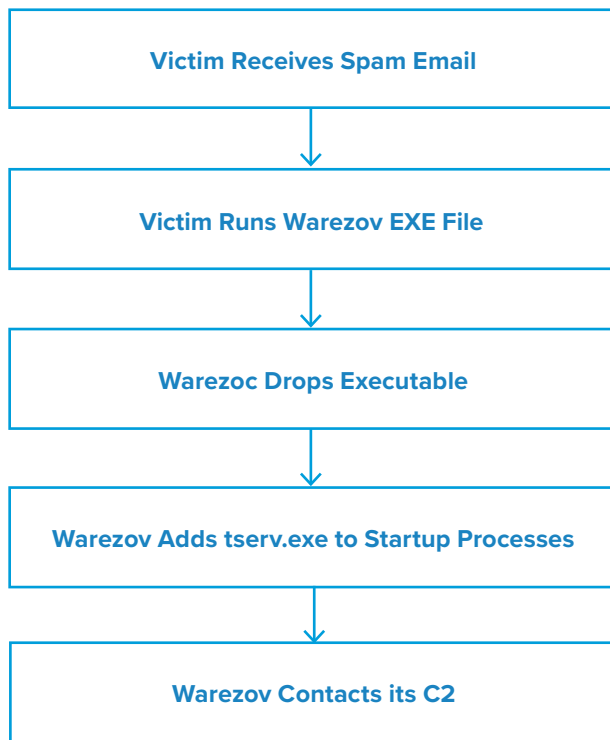 Victim Receives Spam Email
Victim Runs Warezov EXE File
Warezoc Drops Executable
Warezov Adds tserv.exe to Startup Processes
Warezov Contacts its C2